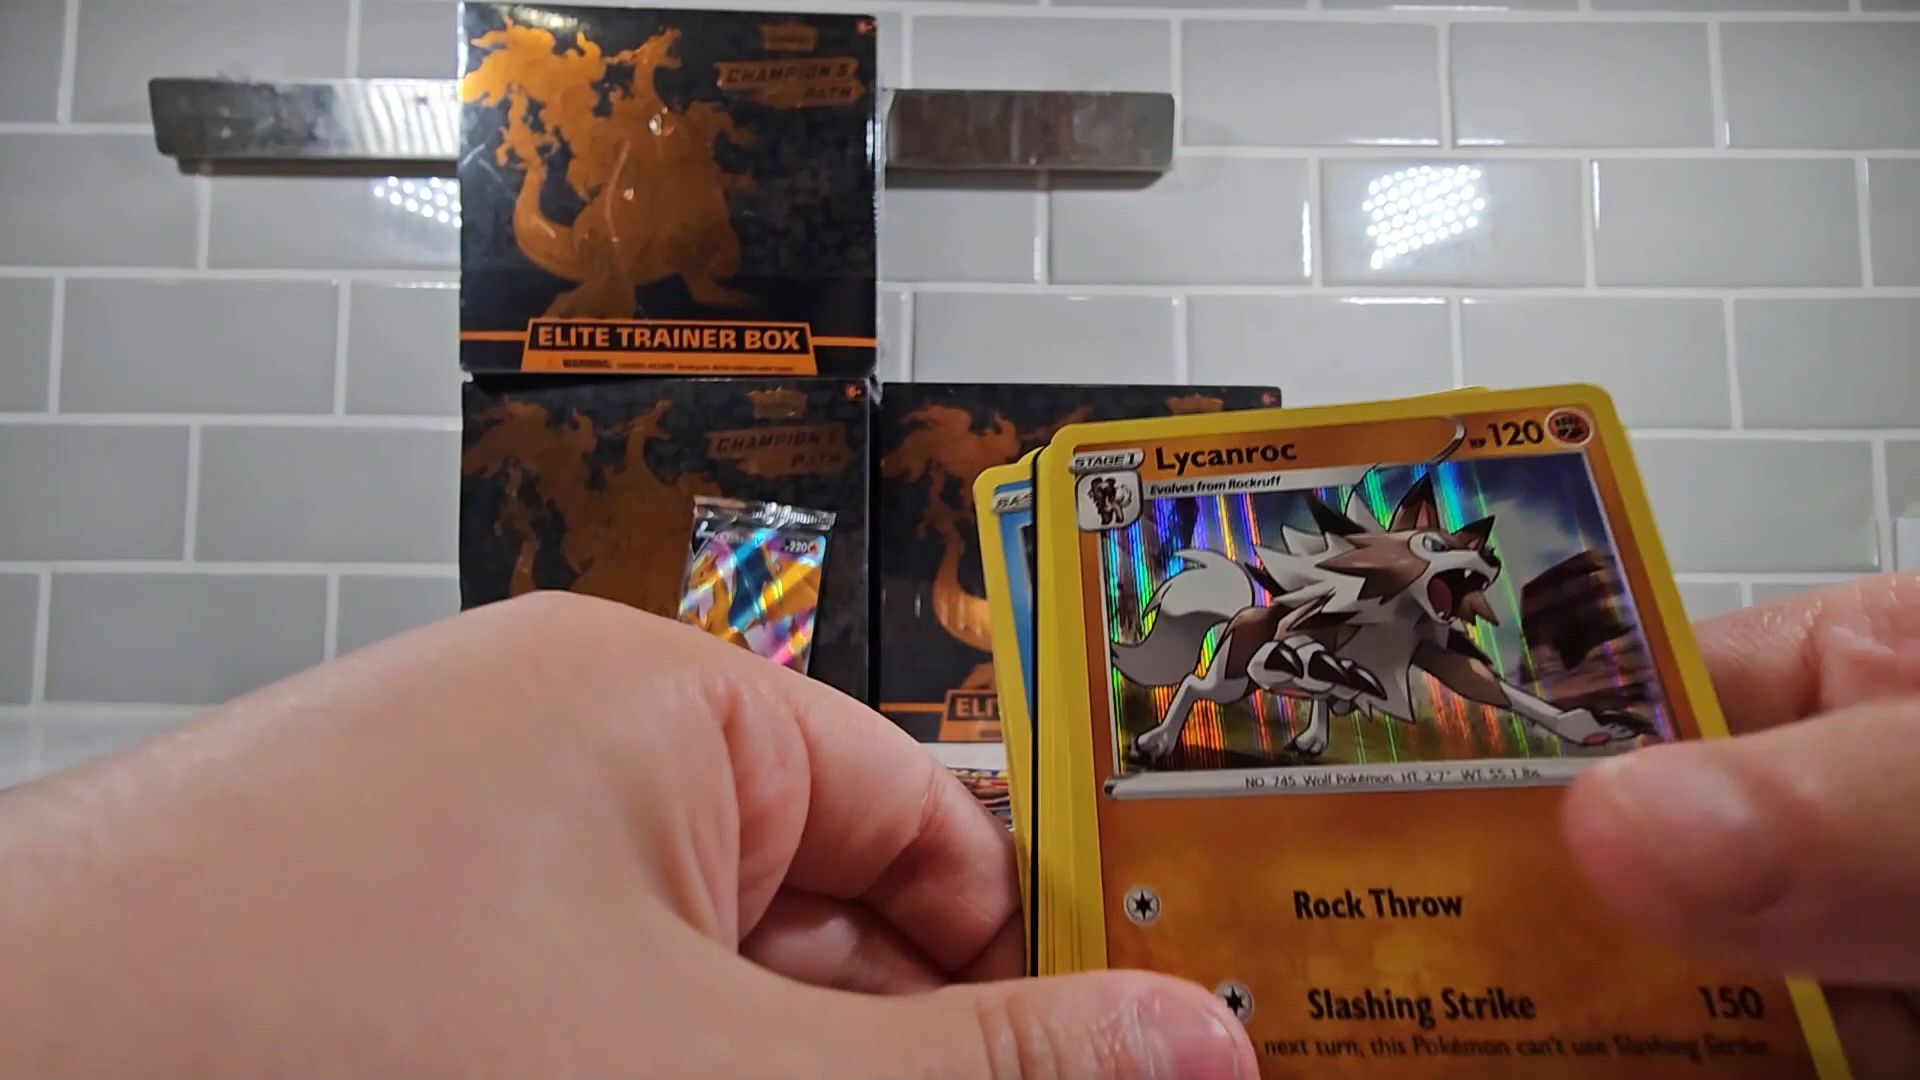 CHAMPION'S
PATH
ELITE TRAINER BOX
WARNING:
CHAMPION'S
PATH
220
ELI
BAS
STAGE 1
Lycanroc
HP 120
Evolves from Rockruff
NO. 745 Wolf Pokémon HT. 2'7" WT. 55.1 lbs.
Rock Throw
Slashing Strike 150
next turn, this Pokémon can't use Slashing Strike.